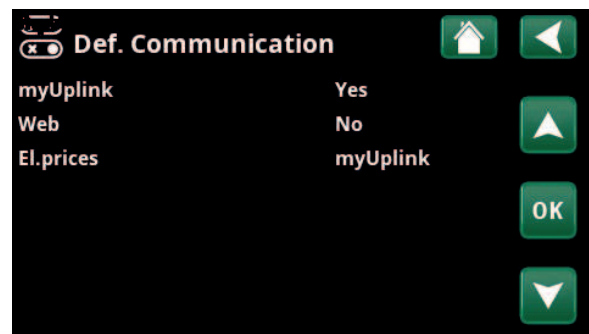 Def. Communication
myUplink Yes
Web No
El.prices myUplink
OK